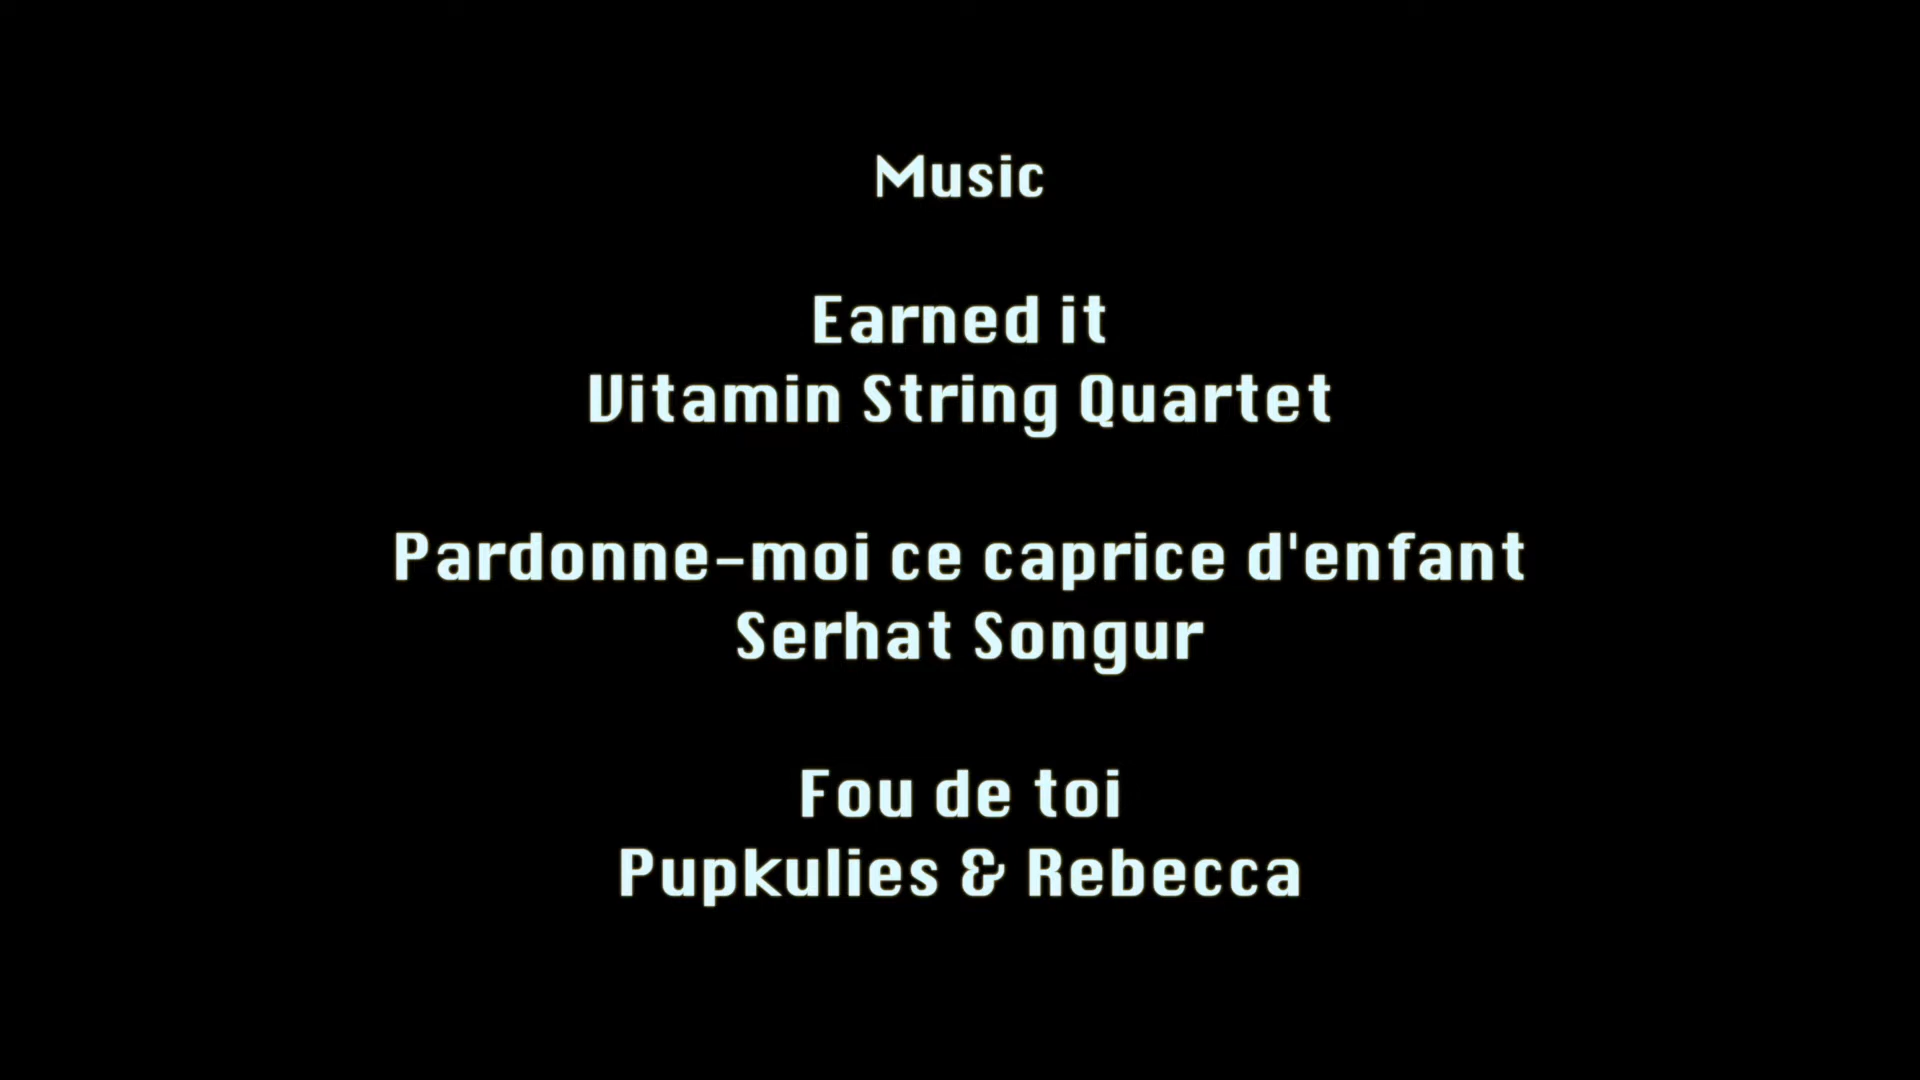 Music
Earned it
Vitamin String Quartet
Pardonne-moi ce caprice d'enfant
Serhat Songur
Fou de toi
Pupkulies & Rebecca